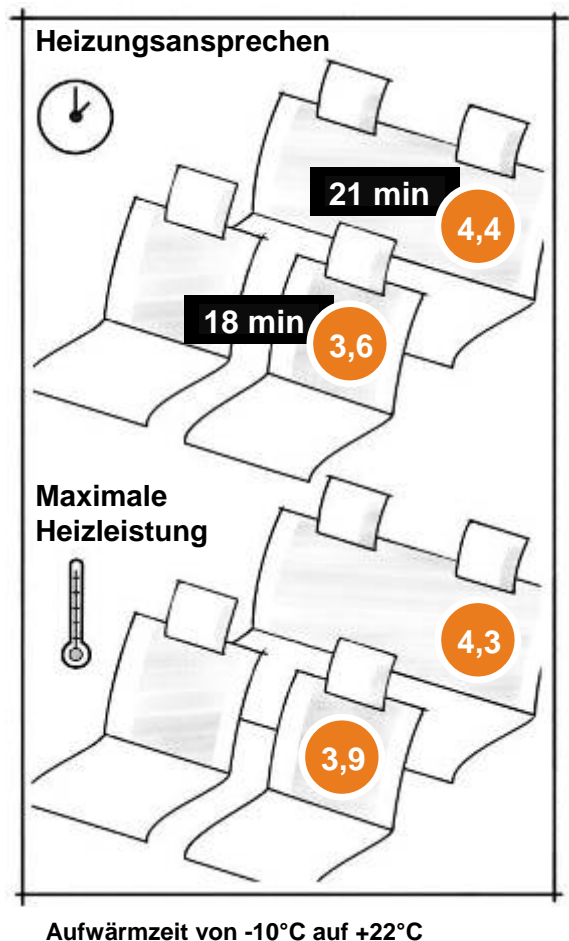 Heizungsansprechen
21 min
4,4
18 min
3,6
Maximale
Heizleistung
4,3
3,9
Aufwärmzeit von -10°C auf +22°C